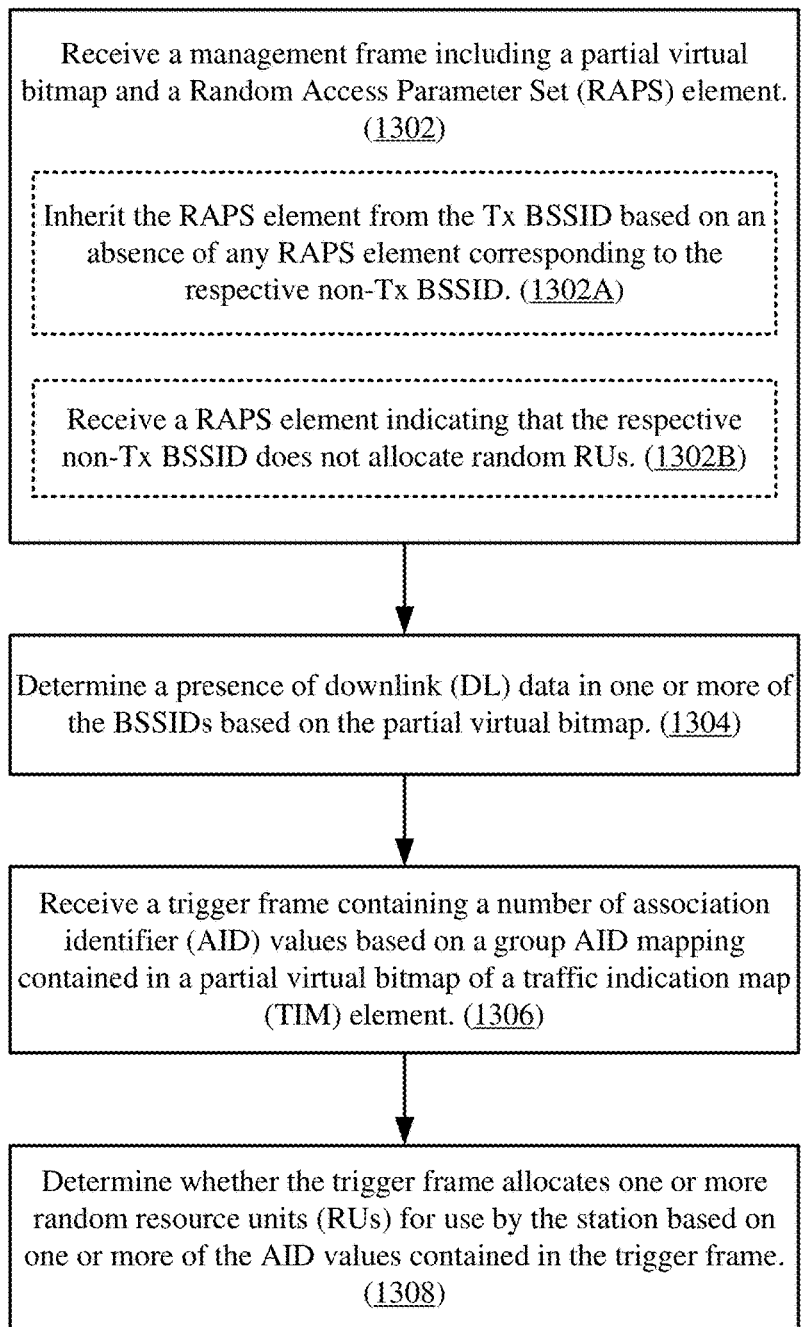 Receive a management frame including a partial virtual
bitmap and a Random Access Parameter Set (RAPS) element.
(1302)
Inherit the RAPS element from the Tx BSSID based on an
absence of any RAPS element corresponding to the
respective non-Tx BSSID. (1302A)
Receive a RAPS element indicating that the respective
non-Tx BSSID does not allocate random RUs. (1302B)
Determine a presence of downlink (DL) data in one or more of
the BSSIDs based on the partial virtual bitmap. (1304)
Receive a trigger frame containing a number of association
identifier (AID) values based on a group AID mapping
contained in a partial virtual bitmap of a traffic indication map
(TIM) element. (1306)
Determine whether the trigger frame allocates one or more
random resource units (RUs) for use by the station based on
one or more of the AID values contained in the trigger frame.
(1308)